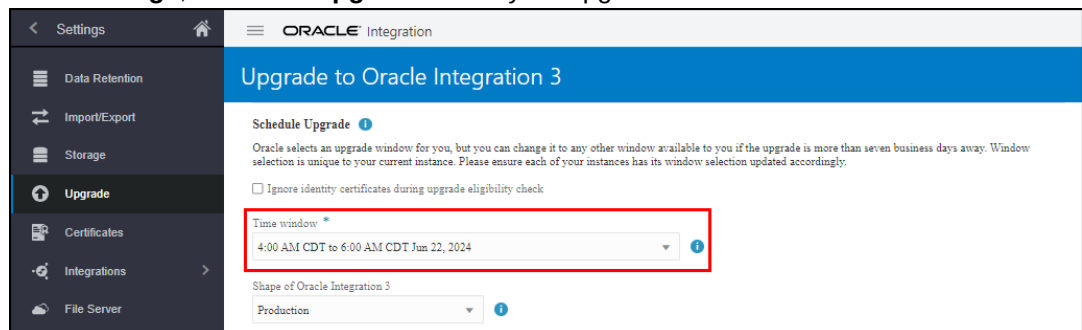 Settings
ORACLE Integration
Data Retention
Import/Export
Storage
Upgrade
Certificates
Integrations
File Server
Upgrade to Oracle Integration 3
Schedule Upgrade
Oracle selects an upgrade window for you, but you can change it to any other window available to you if the upgrade is more than seven business days away. Window
selection is unique to your current instance. Please ensure each of your instances has its window selection updated accordingly.
Ignore identity certificates during upgrade eligibility check
Time window *
4:00 AM CDT to 6:00 AM CDT Jun 22, 2024
Shape of Oracle Integration 3
Production